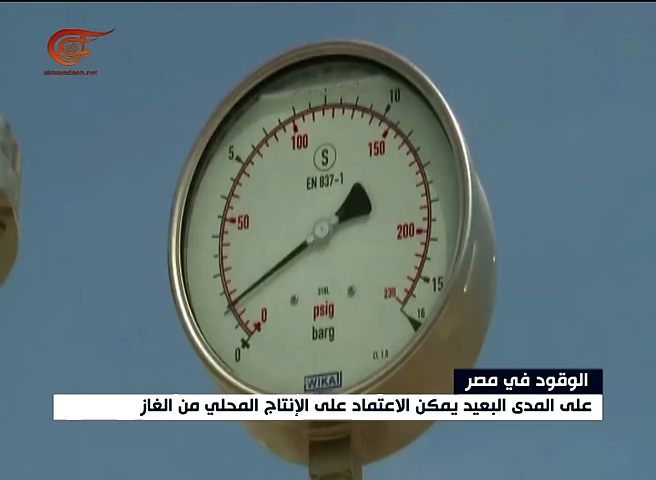 almayadeen.net
10
100
150
5
S
EN 837-1
50
200
15
230
16
0
0
psig
barg
WIKA
الوقود في مصر
على المدى البعيد يمكن الاعتماد على الإنتاج المحلي من الغاز